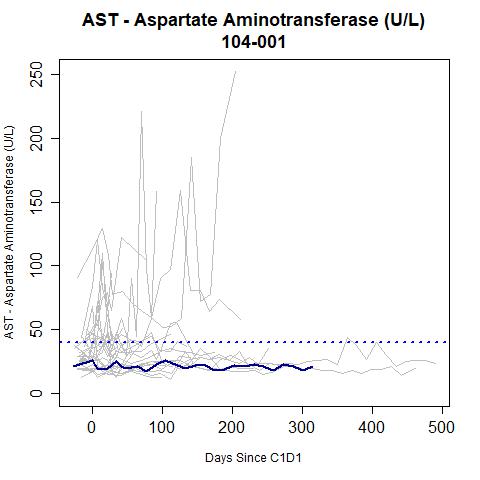 AST - Aspartate Aminotransferase (U/L)
104-001
AST - Aspartate Aminotransferase (U/L)
250
200
150
100
50
0
0 100 200 300 400 500
Days Since C1D1